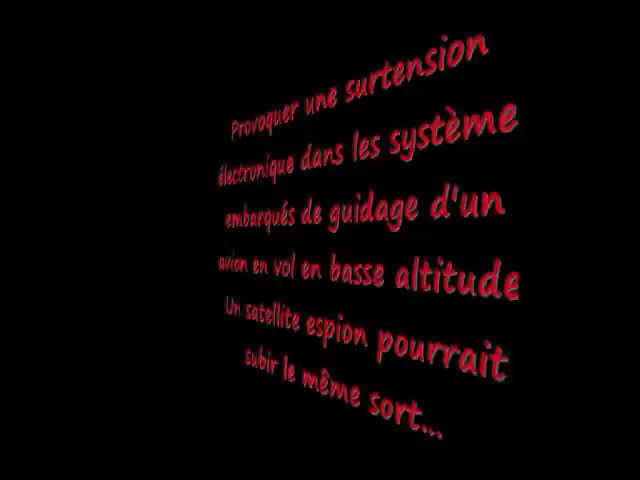 Provoquer une surtension
électronique dans les système
embarqués de guidage d'un
avion en vol en basse altitude
Un satellite espion pourrait
subir le même sort...